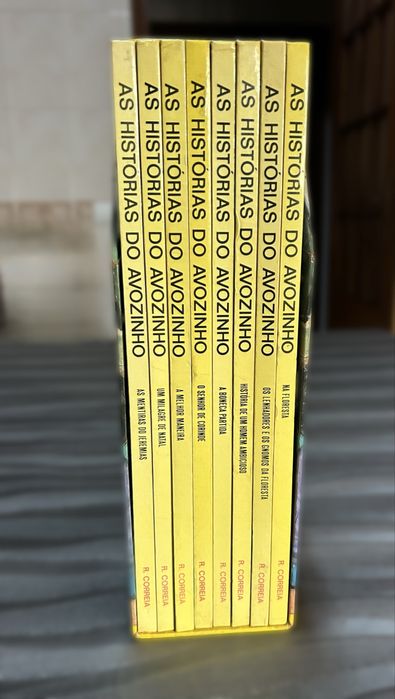 AS HISTÓRIAS DO AVOZINHO AS MENTIRAS DO JEREMIAS R. CORREIA
AS HISTÓRIAS DO AVOZINHO UM MILAGRE DE NATAL R. CORREIA
AS HISTÓRIAS DO AVOZINHO A MELHOR MANEIRA R. CORREIA
AS HISTÓRIAS DO AVOZINHO O SENHOR DE CORINDE R. CORREIA
AS HISTÓRIAS DO AVOZINHO A BONECA PARTIDA R. CORREIA
AS HISTÓRIAS DO AVOZINHO HISTÓRIA DE UM HOMEM AMBICIOSO R. CORREIA
AS HISTÓRIAS DO AVOZINHO OS LENHADORES E OS GNOMOS DA FLORESTA R. CORREIA
AS HISTÓRIAS DO AVOZINHO NA FLORESTA R. CORREIA